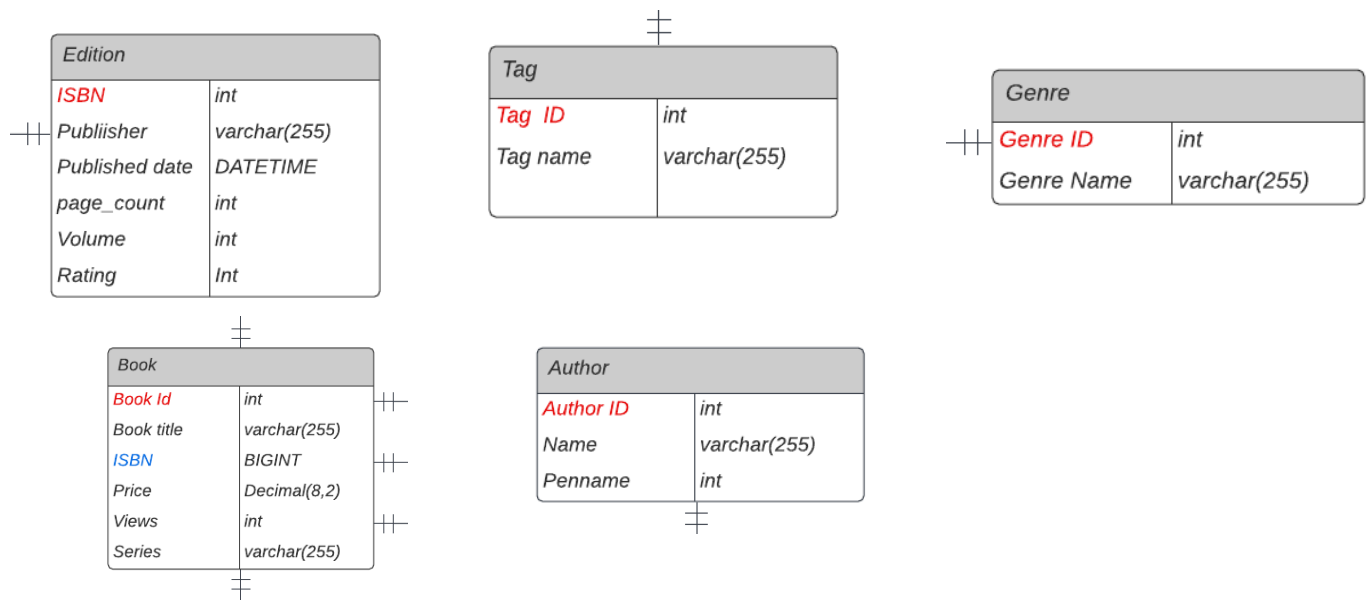 Edition
ISBN int
Publiisher varchar(255)
Published date DATETIME
page_count int
Volume int
Rating Int
Tag
Tag ID int
Tag name varchar(255)
Genre
Genre ID int
Genre Name varchar(255)
Book
Book Id int
Book title varchar(255)
ISBN BIGINT
Price Decimal(8,2)
Views int
Series varchar(255)
Author
Author ID int
Name varchar(255)
Penname int